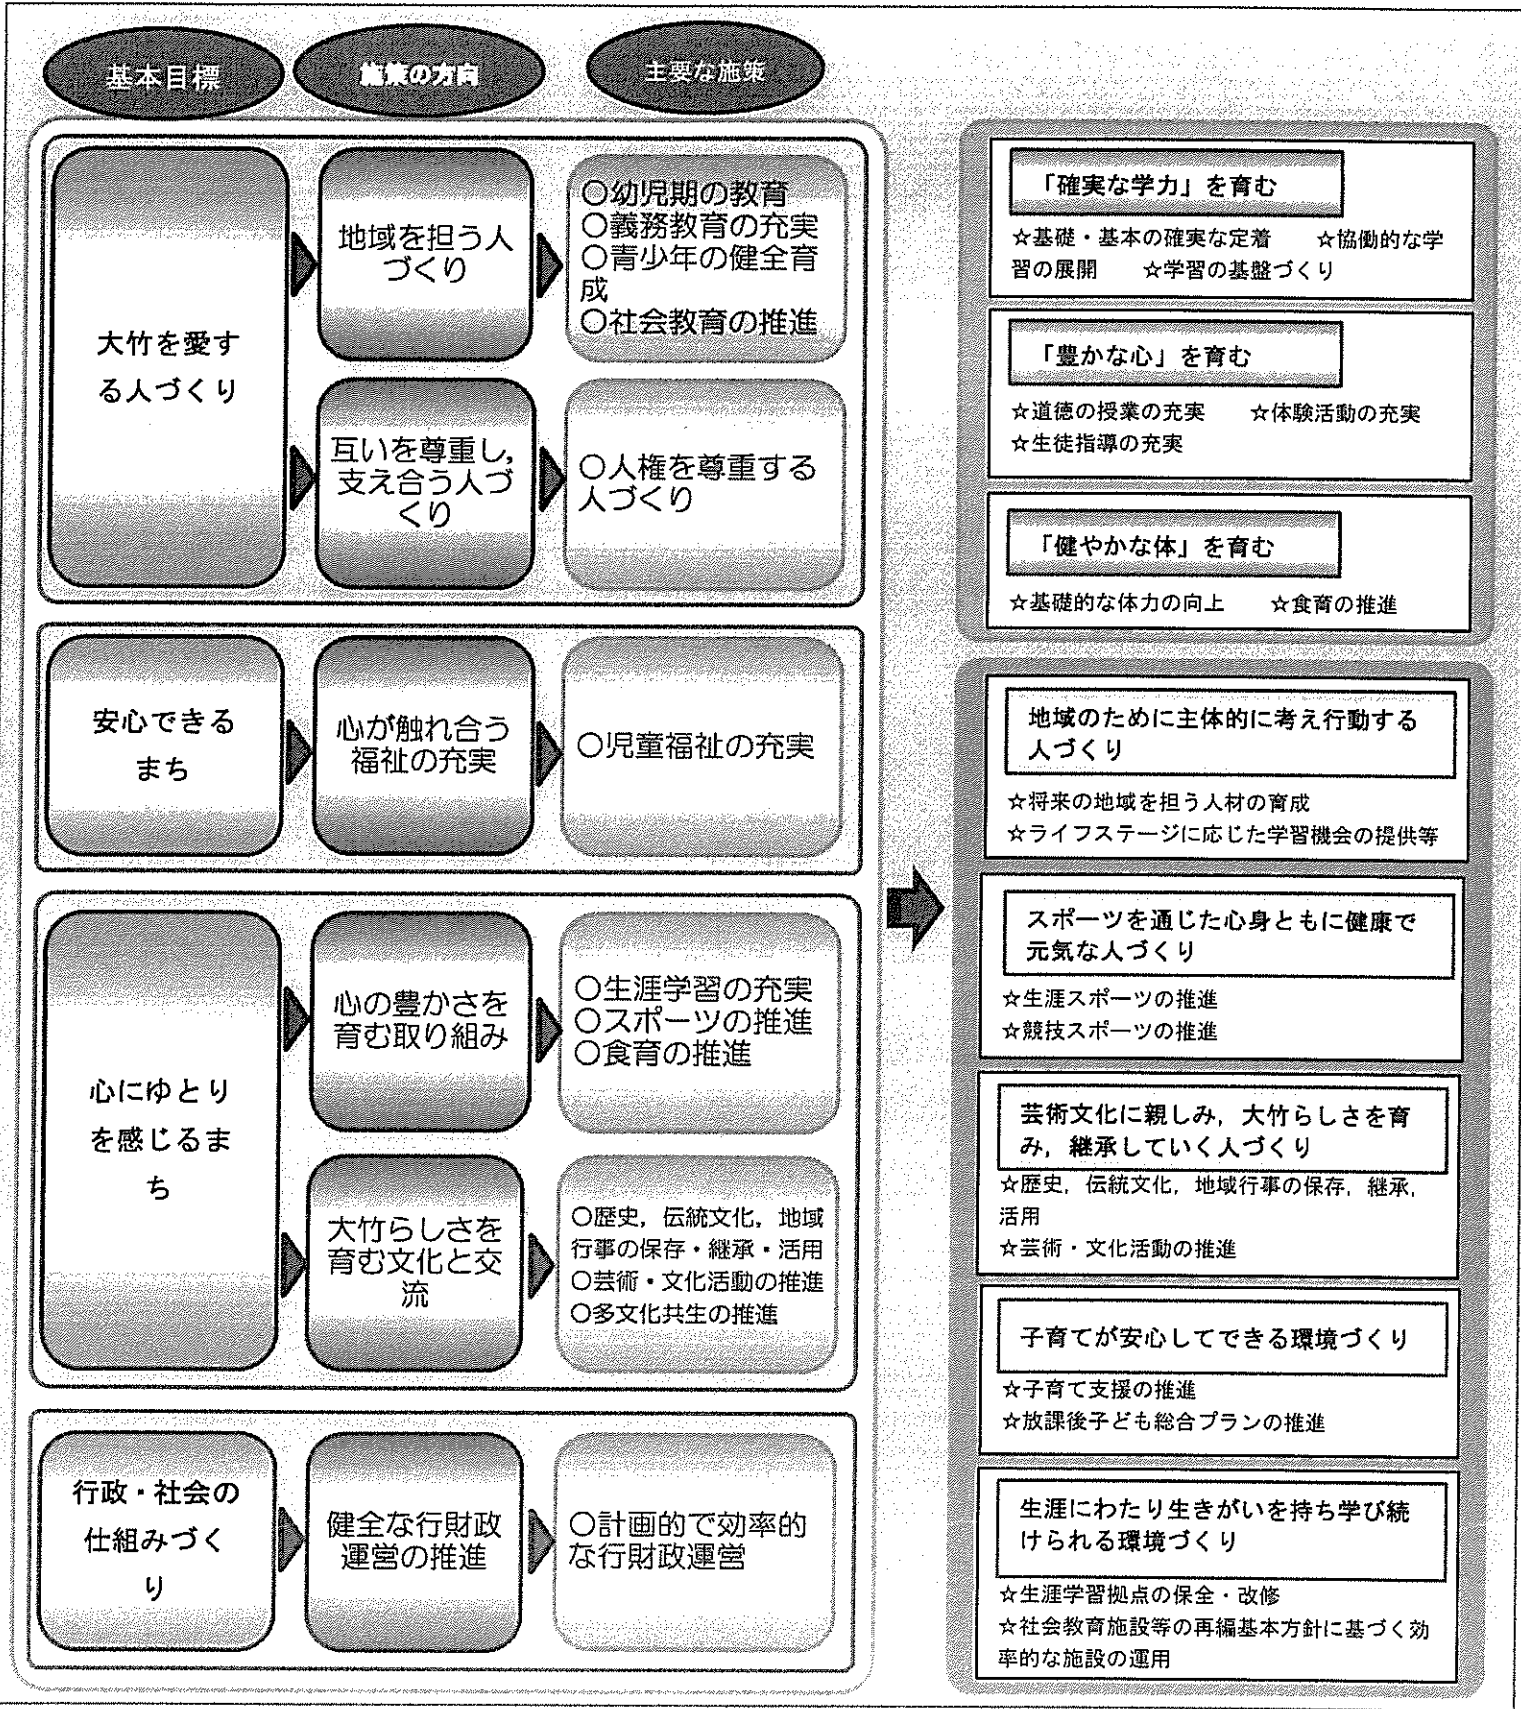 基本目標
施策の方向
主要な施策
大竹を愛す
る人づくり
地域を担う人
づくり
○幼児期の教育
○義務教育の充実
○青少年の健全育
成
○社会教育の推進
互いを尊重し,
支え合う人づ
くり
○人権を尊重する
人づくり
安心できる
まち
心が触れ合う
福祉の充実
○児童福祉の充実
心にゆとり
を感じるま
ち
心の豊かさを
育む取り組み
○生涯学習の充実
○スポーツの推進
○食育の推進
大竹らしさを
育む文化と交
流
○歴史，伝統文化，地域
行事の保存・継承・活用
○芸術・文化活動の推進
○多文化共生の推進
行政・社会の
仕組みづく
り
健全な行財政
運営の推進
○計画的で効率的
な行財政運営
「確実な学力」を育む
☆基礎・基本の確実な定着　　☆協働的な学
習の展開　　☆学習の基盤づくり
「豊かな心」を育む
☆道徳の授業の充実　　☆体験活動の充実
☆生徒指導の充実
「健やかな体」を育む
☆基礎的な体力の向上　　☆食育の推進
地域のために主体的に考え行動する
人づくり
☆将来の地域を担う人材の育成
☆ライフステージに応じた学習機会の提供等
スポーツを通じた心身ともに健康で
元気な人づくり
☆生涯スポーツの推進
☆競技スポーツの推進
芸術文化に親しみ，大竹らしさを育
み，継承していく人づくり
☆歴史，伝統文化，地域行事の保存，継承，
活用
☆芸術・文化活動の推進
子育てが安心してできる環境づくり
☆子育て支援の推進
☆放課後子ども総合プランの推進
生涯にわたり生きがいを持ち学び続
けられる環境づくり
☆生涯学習拠点の保全・改修
☆社会教育施設等の再編基本方針に基づく効
率的な施設の運用